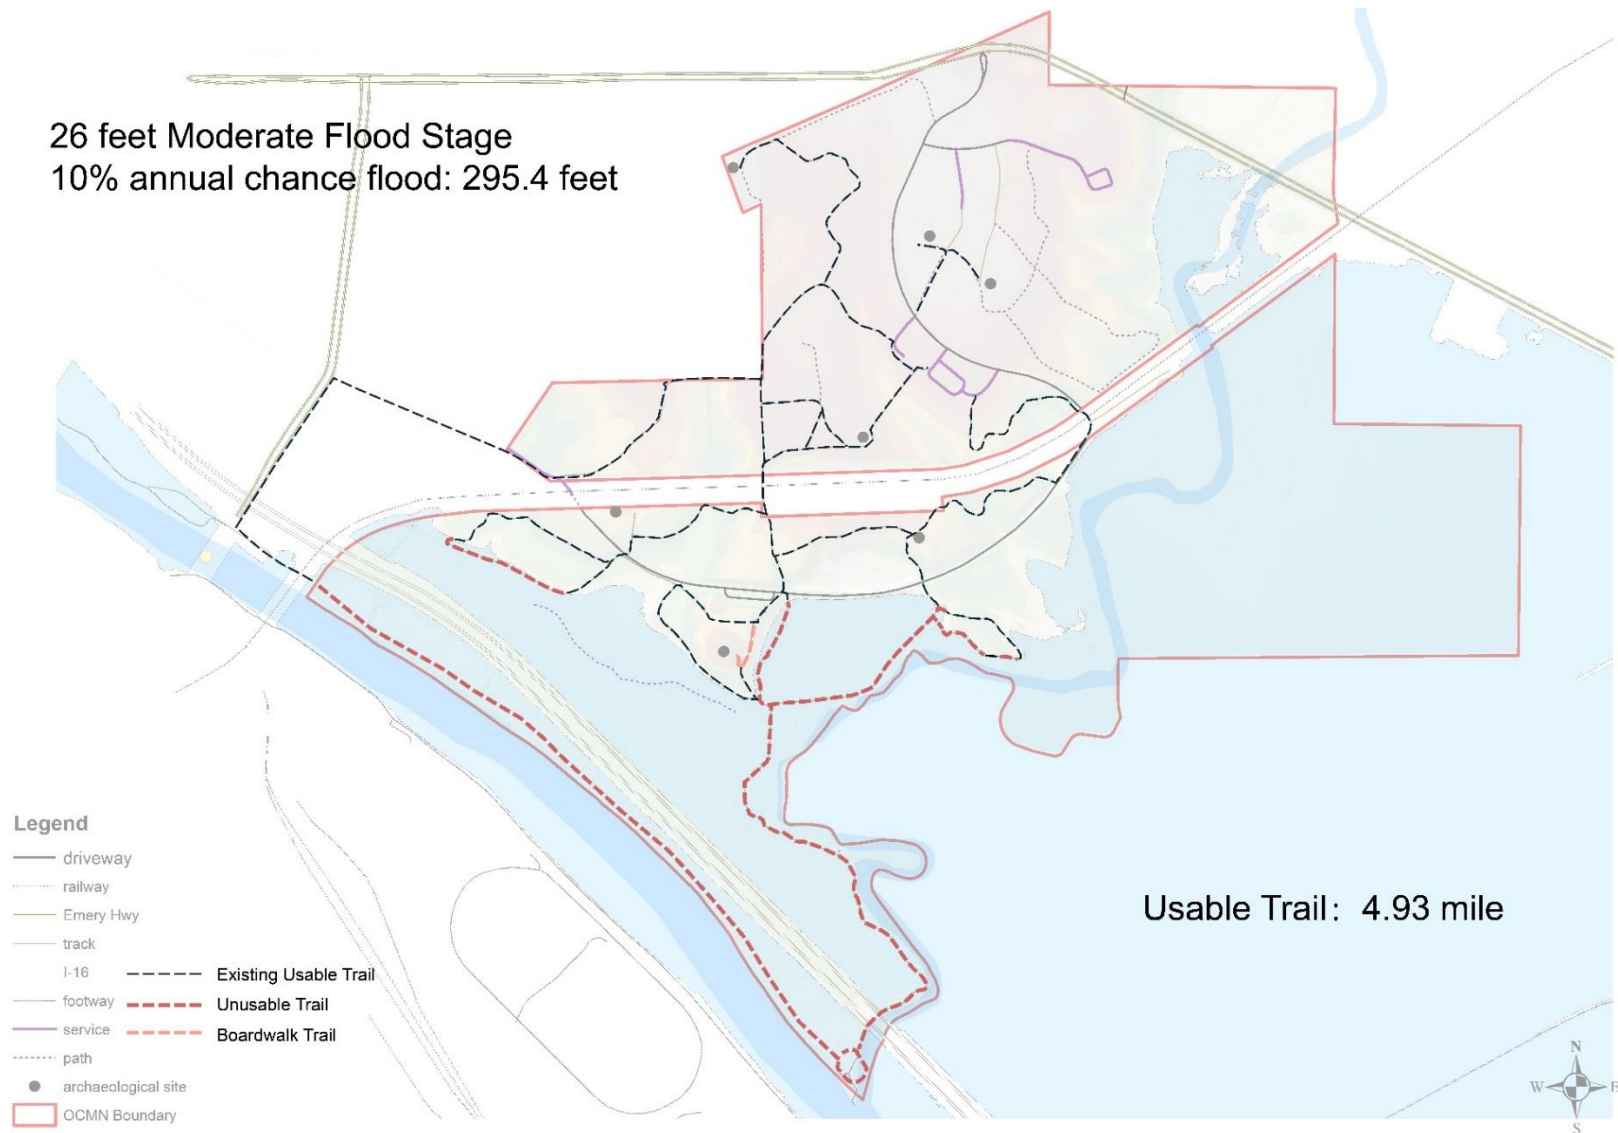 26 feet Moderate Flood Stage
10% annual chance flood: 295.4 feet
Usable Trail: 4.93 mile
Legend
driveway
railway
Emery Hwy
track
I-16
footway
service
path
archaeological site
OCMN Boundary
Existing Usable Trail
Unusable Trail
Boardwalk Trail
N
W E
S